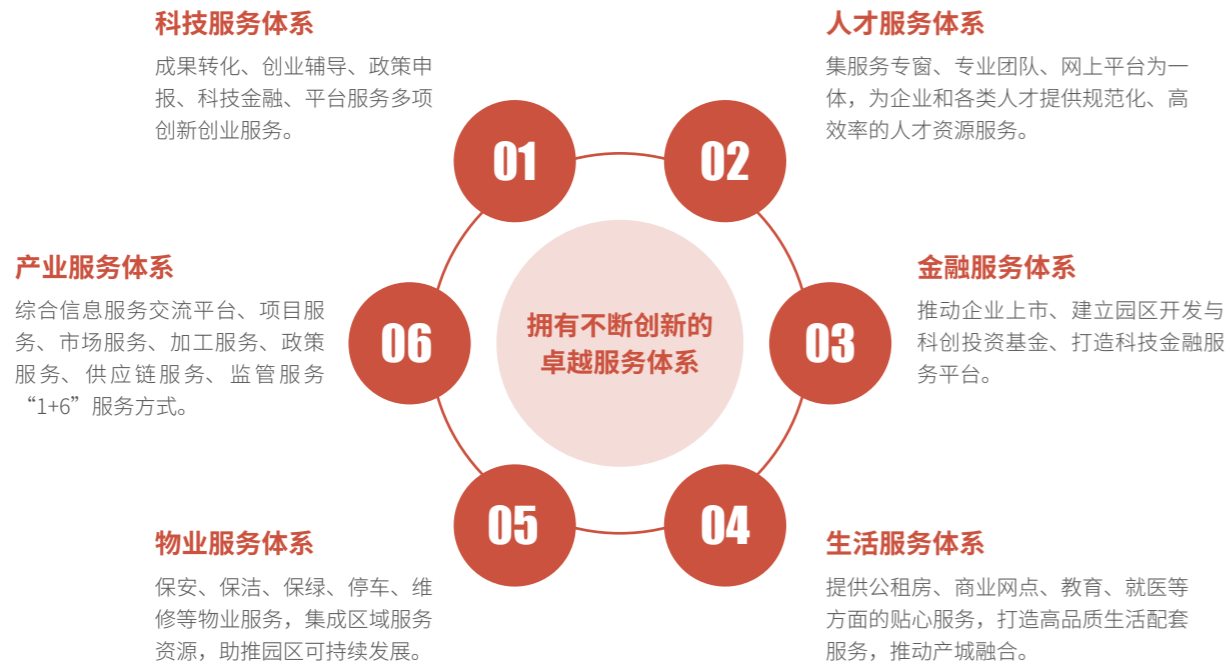 科技服务体系
成果转化、创业辅导、政策申
报、科技金融、平台服务多项
创新创业服务。
01
人才服务体系
集服务专窗、专业团队、网上平台为一
体，为企业和各类人才提供规范化、高
效率的人才资源服务。
02
金融服务体系
推动企业上市、建立园区开发与
科创投资基金、打造科技金融服
务平台。
03
生活服务体系
提供公租房、商业网点、教育、就医等
方面的贴心服务，打造高品质生活配套
服务，推动产城融合。
04
物业服务体系
保安、保洁、保绿、停车、维
修等物业服务，集成区域服务
资源，助推园区可持续发展。
05
产业服务体系
综合信息服务交流平台、项目服
务、市场服务、加工服务、政策
服务、供应链服务、监管服务
“1+6”服务方式。
06
拥有不断创新的
卓越服务体系